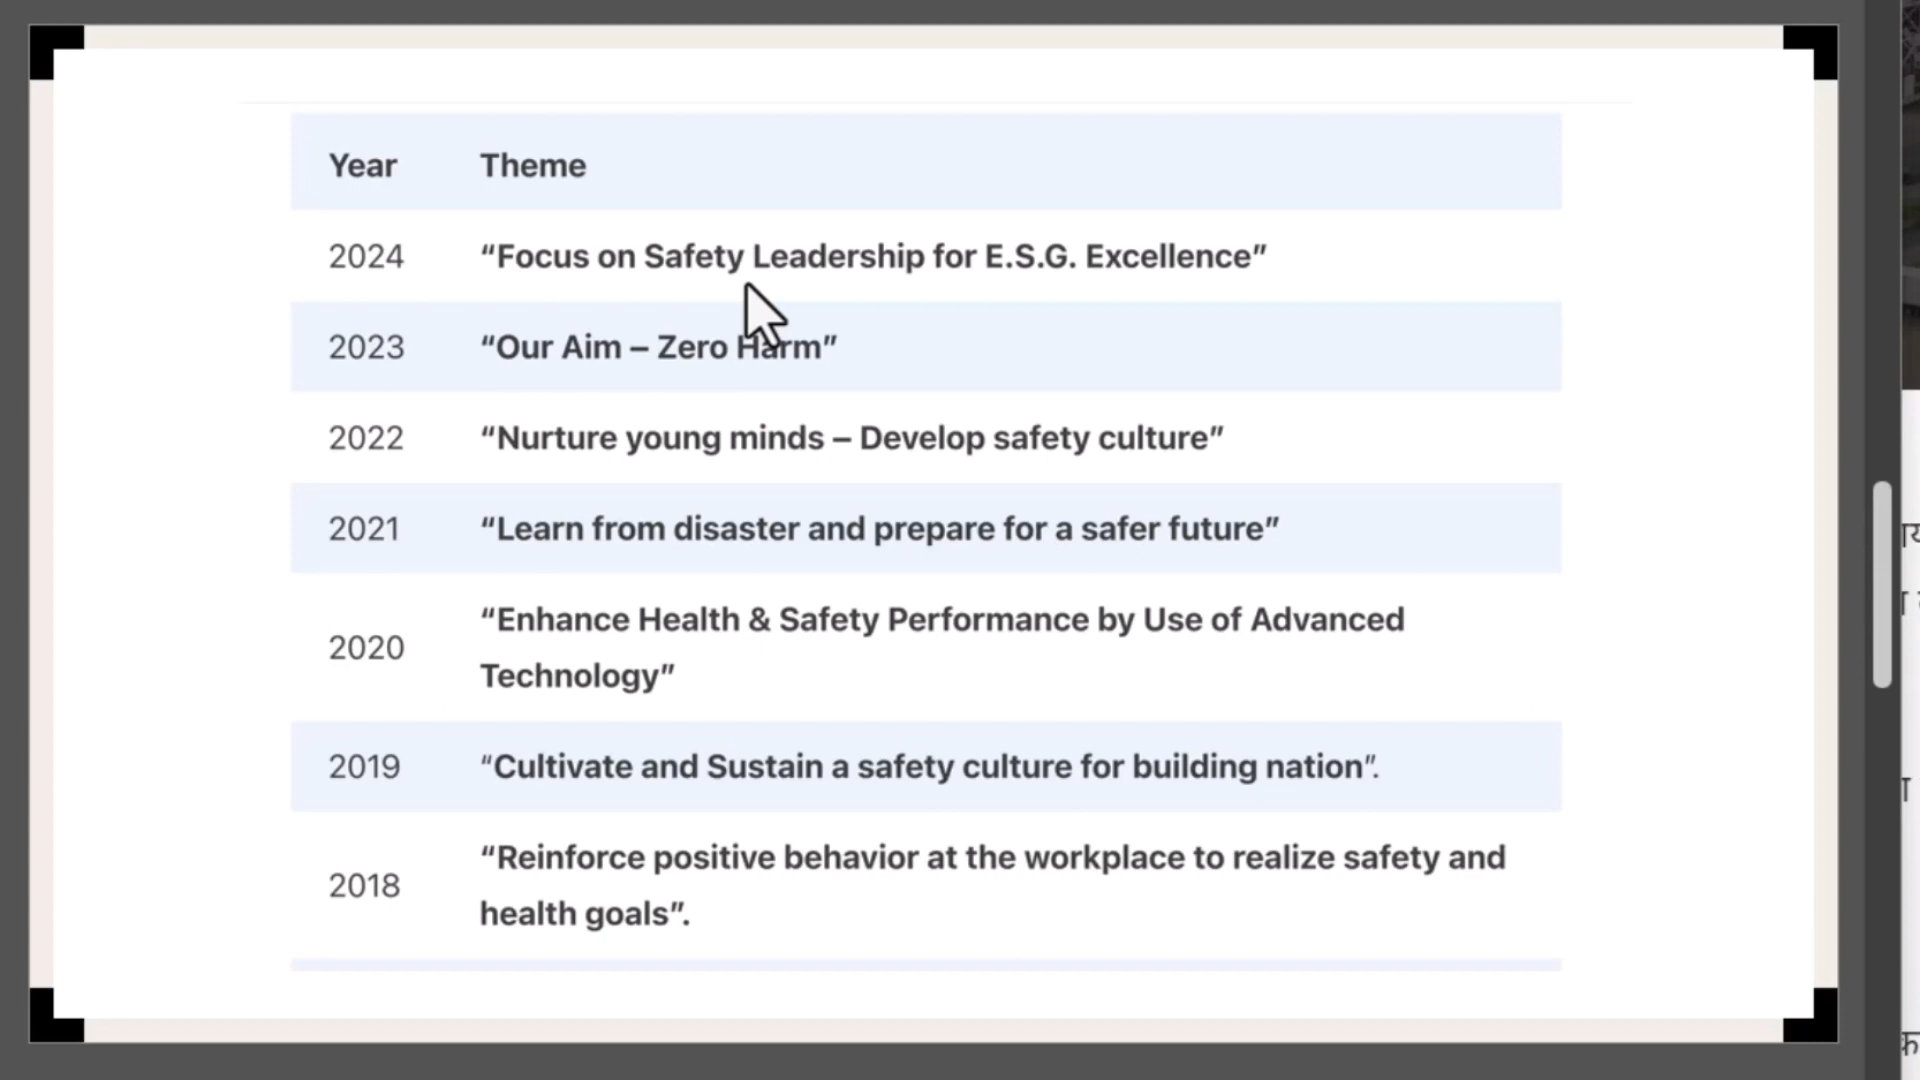 Year Theme
2024 “Focus on Safety Leadership for E.S.G. Excellence”
2023 “Our Aim – Zero Harm”
2022 “Nurture young minds – Develop safety culture”
2021 “Learn from disaster and prepare for a safer future”
2020 “Enhance Health & Safety Performance by Use of Advanced
Technology”
2019 “Cultivate and Sustain a safety culture for building nation”.
2018 “Reinforce positive behavior at the workplace to realize safety and
health goals”.